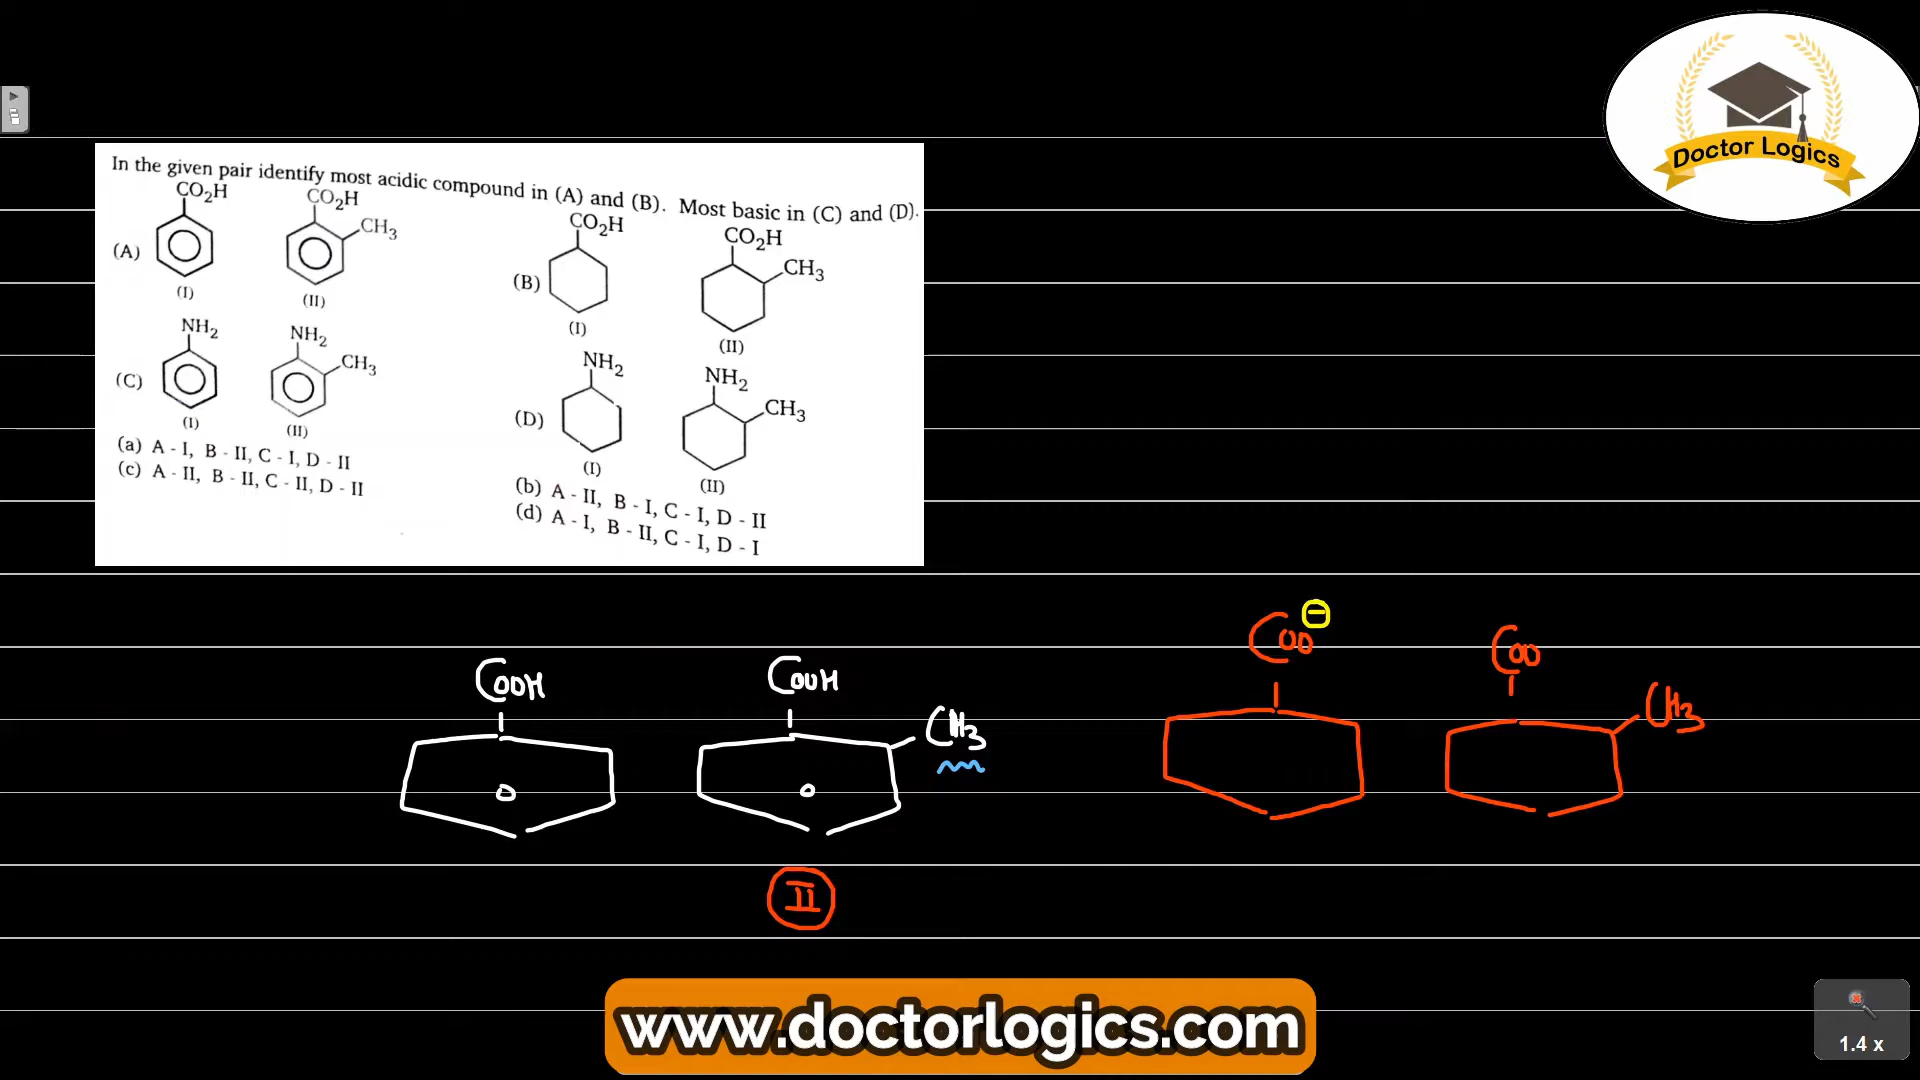 Doctor Logics
In the given pair identify most acidic compound in (A) and (B). Most basic in (C) and (D).
CO2H
CO2H
CH3
(A)
(I)
(II)
CO2H
CO2H
CH3
(B)
(I)
(II)
NH2
NH2
CH3
(C)
(I)
(II)
NH2
NH2
CH3
(D)
(I)
(II)
(a) A - I, B - II, C - I, D - II
(b) A - II, B - I, C - I, D - II
(c) A - II, B - II, C - II, D - II
(d) A - I, B - II, C - I, D - I
COOH
COOH
CH3
II
COO⊖
COO
CH3
www.doctorlogics.com
1.4 x